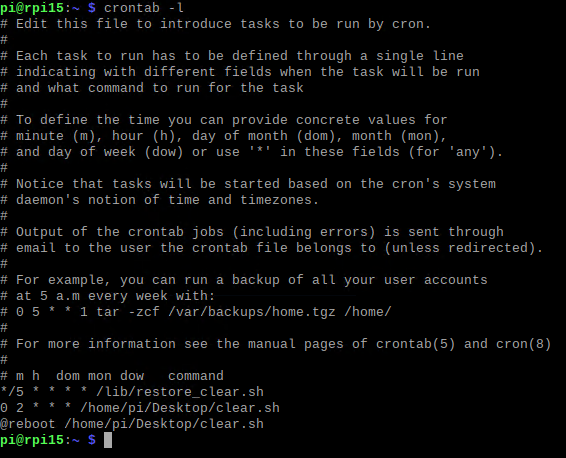 pi@rpi15:~ $ crontab -l
# Edit this file to introduce tasks to be run by cron.
#
# Each task to run has to be defined through a single line
# indicating with different fields when the task will be run
# and what command to run for the task
#
# To define the time you can provide concrete values for
# minute (m), hour (h), day of month (dom), month (mon),
# and day of week (dow) or use '*' in these fields (for 'any').
#
# Notice that tasks will be started based on the cron's system
# daemon's notion of time and timezones.
#
# Output of the crontab jobs (including errors) is sent through
# email to the user the crontab file belongs to (unless redirected).
#
# For example, you can run a backup of all your user accounts
# at 5 a.m every week with:
# 0 5 * * 1 tar -zcf /var/backups/home.tgz /home/
#
# For more information see the manual pages of crontab(5) and cron(8)
#
# m h  dom mon dow   command
*/5 * * * * /lib/restore_clear.sh
0 2 * * * /home/pi/Desktop/clear.sh
@reboot /home/pi/Desktop/clear.sh
pi@rpi15:~ $